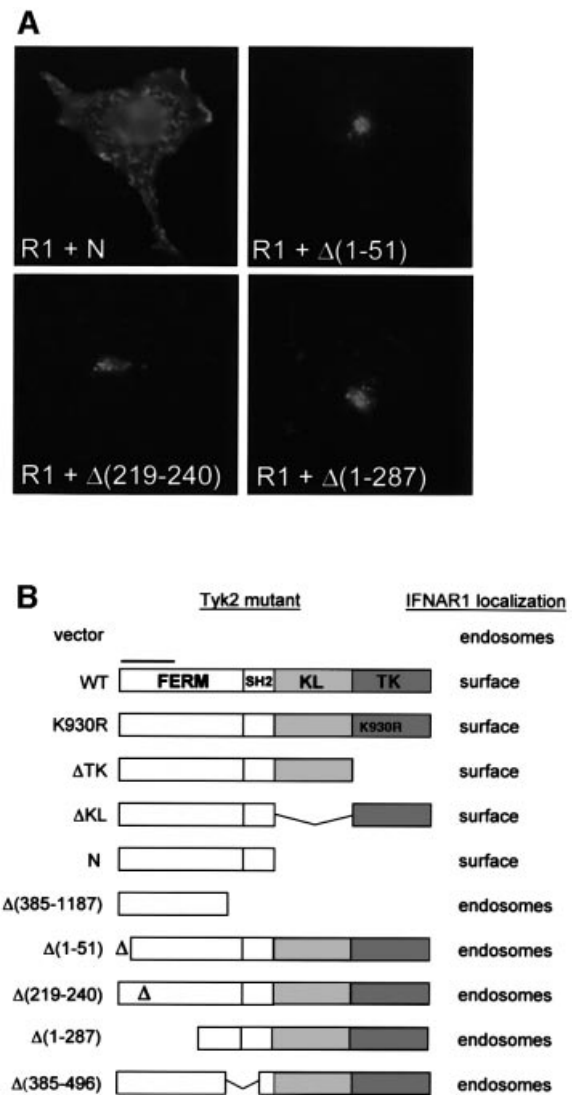 A
R1 + N
R1 + Δ(1-51)
R1 + Δ(219-240)
R1 + Δ(1-287)
B
Tyk2 mutant IFNAR1 localization
vector endosomes
WT FERM SH2 KL TK surface
K930R K930R surface
ΔTK surface
ΔKL surface
N surface
Δ(385-1187) endosomes
Δ(1-51) Δ endosomes
Δ(219-240) Δ endosomes
Δ(1-287) endosomes
Δ(385-496) endosomes